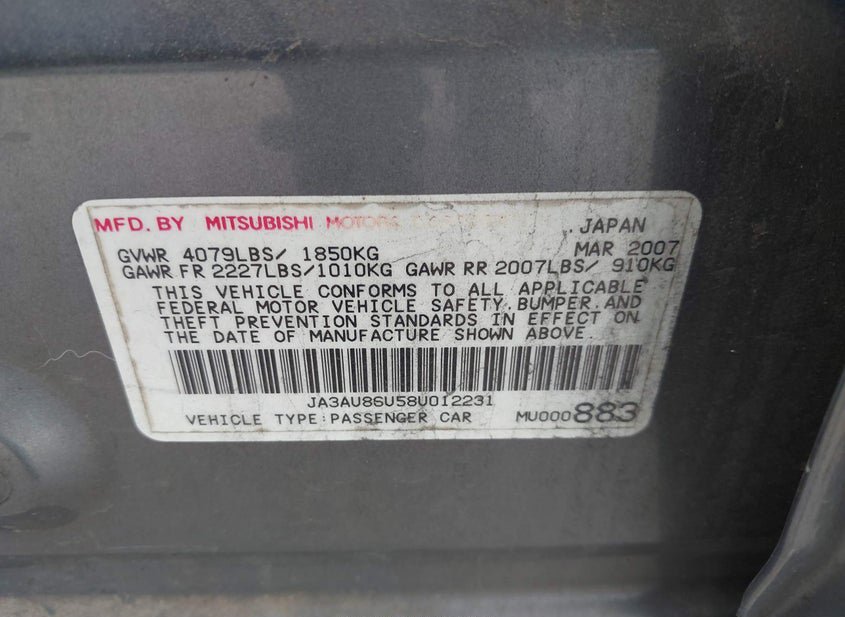 MFD. BY MITSUBISHI MOTORS , JAPAN
GVWR 4079LBS/ 1850KG MAR 2007
GAWR FR 2227LBS/1010KG GAWR RR 2007LBS/ 910KG
THIS VEHICLE CONFORMS TO ALL APPLICABLE
FEDERAL MOTOR VEHICLE SAFETY,BUMPER,AND
THEFT PREVENTION STANDARDS IN EFFECT ON
THE DATE OF MANUFACTURE SHOWN ABOVE.
JA3AU86U58U012231
VEHICLE TYPE:PASSENGER CAR MU000883